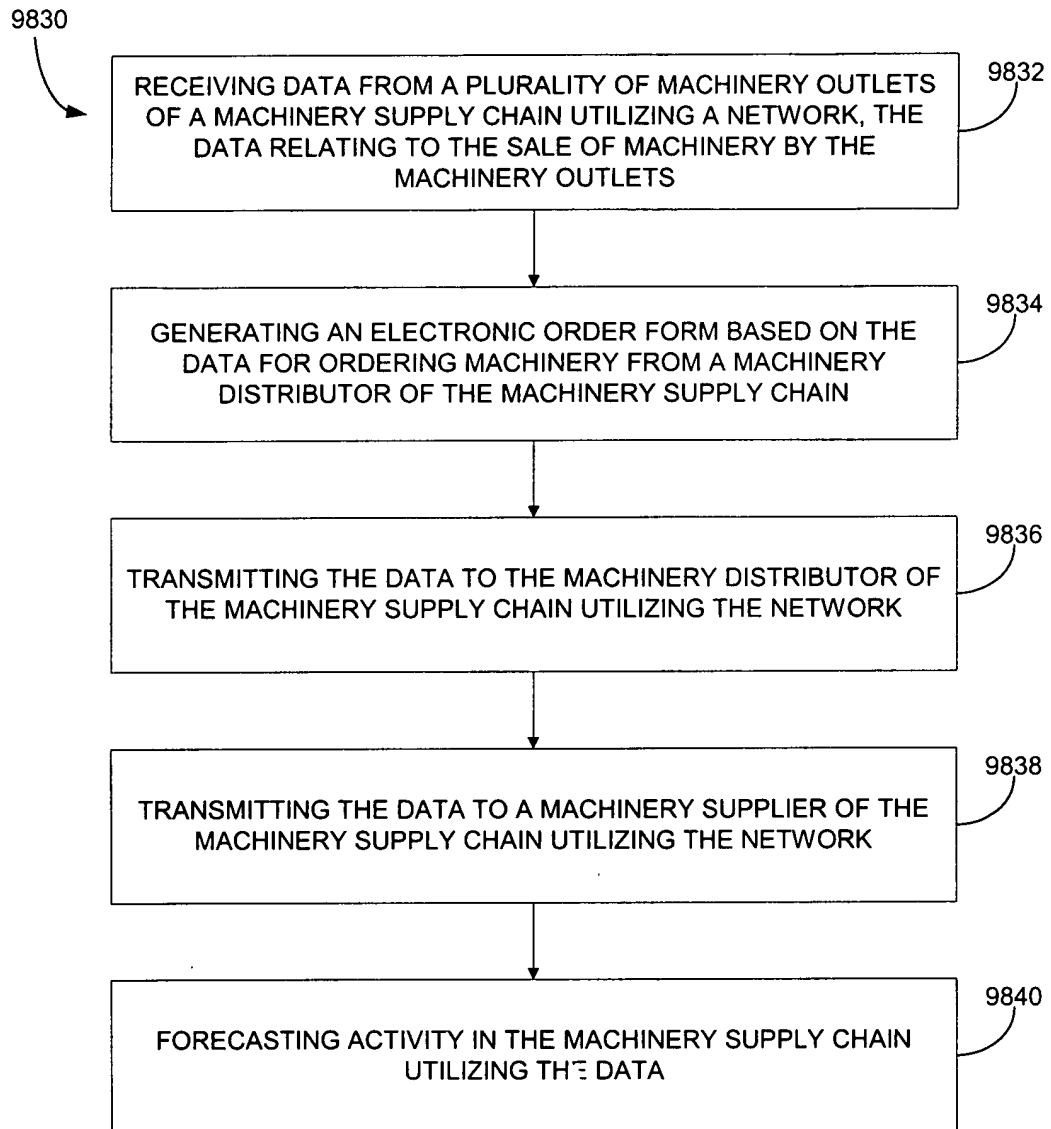 9830
RECEIVING DATA FROM A PLURALITY OF MACHINERY OUTLETS
OF A MACHINERY SUPPLY CHAIN UTILIZING A NETWORK, THE
DATA RELATING TO THE SALE OF MACHINERY BY THE
MACHINERY OUTLETS
9832
GENERATING AN ELECTRONIC ORDER FORM BASED ON THE
DATA FOR ORDERING MACHINERY FROM A MACHINERY
DISTRIBUTOR OF THE MACHINERY SUPPLY CHAIN
9834
TRANSMITTING THE DATA TO THE MACHINERY DISTRIBUTOR OF
THE MACHINERY SUPPLY CHAIN UTILIZING THE NETWORK
9836
TRANSMITTING THE DATA TO A MACHINERY SUPPLIER OF THE
MACHINERY SUPPLY CHAIN UTILIZING THE NETWORK
9838
FORECASTING ACTIVITY IN THE MACHINERY SUPPLY CHAIN
UTILIZING THE DATA
9840